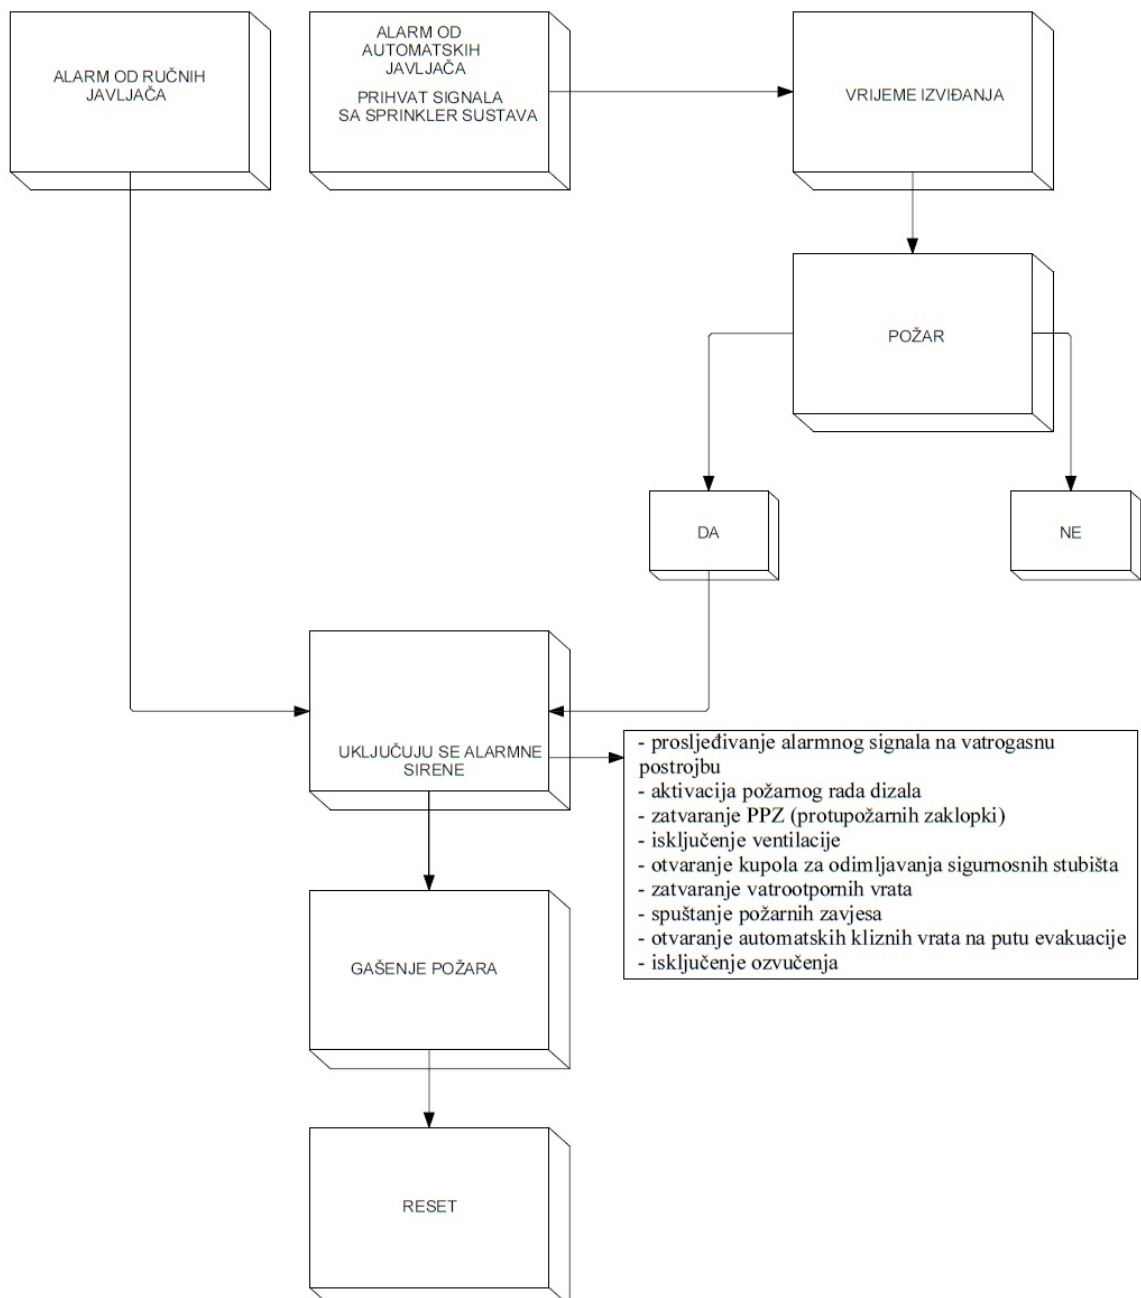 ALARM OD RUČNIH
JAVLJAČA
ALARM OD
AUTOMATSKIH
JAVLJAČA
PRIHVAT SIGNALA
SA SPRINKLER SUSTAVA
VRIJEME IZVIĐANJA
POŽAR
DA
NE
UKLJUČUJU SE ALARMNE
SIRENE
- prosljeđivanje alarmnog signala na vatrogasnu
postrojbu
- aktivacija požarnog rada dizala
- zatvaranje PPZ (protupožarnih zaklopki)
- isključenje ventilacije
- otvaranje kupola za odimljavanja sigurnosnih stubišta
- zatvaranje vatrootpornih vrata
- spuštanje požarnih zavjesa
- otvaranje automatskih kliznih vrata na putu evakuacije
- isključenje ozvučenja
GAŠENJE POŽARA
RESET